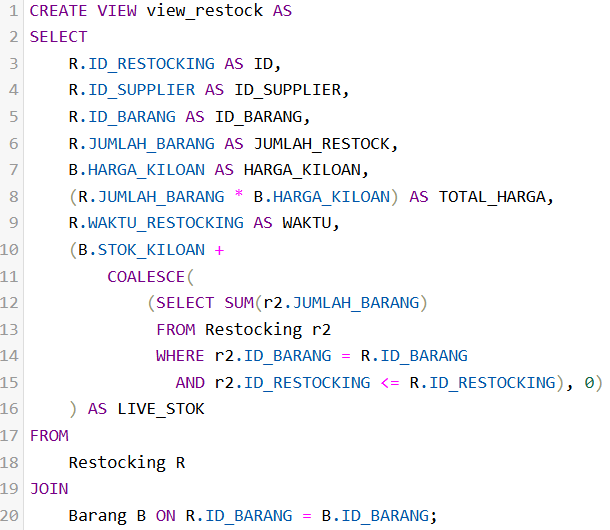 1 CREATE VIEW view_restock AS
2 SELECT
3     R.ID_RESTOCKING AS ID,
4     R.ID_SUPPLIER AS ID_SUPPLIER,
5     R.ID_BARANG AS ID_BARANG,
6     R.JUMLAH_BARANG AS JUMLAH_RESTOCK,
7     B.HARGA_KILOAN AS HARGA_KILOAN,
8     (R.JUMLAH_BARANG * B.HARGA_KILOAN) AS TOTAL_HARGA,
9     R.WAKTU_RESTOCKING AS WAKTU,
10     (B.STOK_KILOAN +
11         COALESCE(
12             (SELECT SUM(r2.JUMLAH_BARANG)
13              FROM Restocking r2
14              WHERE r2.ID_BARANG = R.ID_BARANG
15                AND r2.ID_RESTOCKING <= R.ID_RESTOCKING), 0)
16     ) AS LIVE_STOK
17 FROM
18     Restocking R
19 JOIN
20     Barang B ON R.ID_BARANG = B.ID_BARANG;